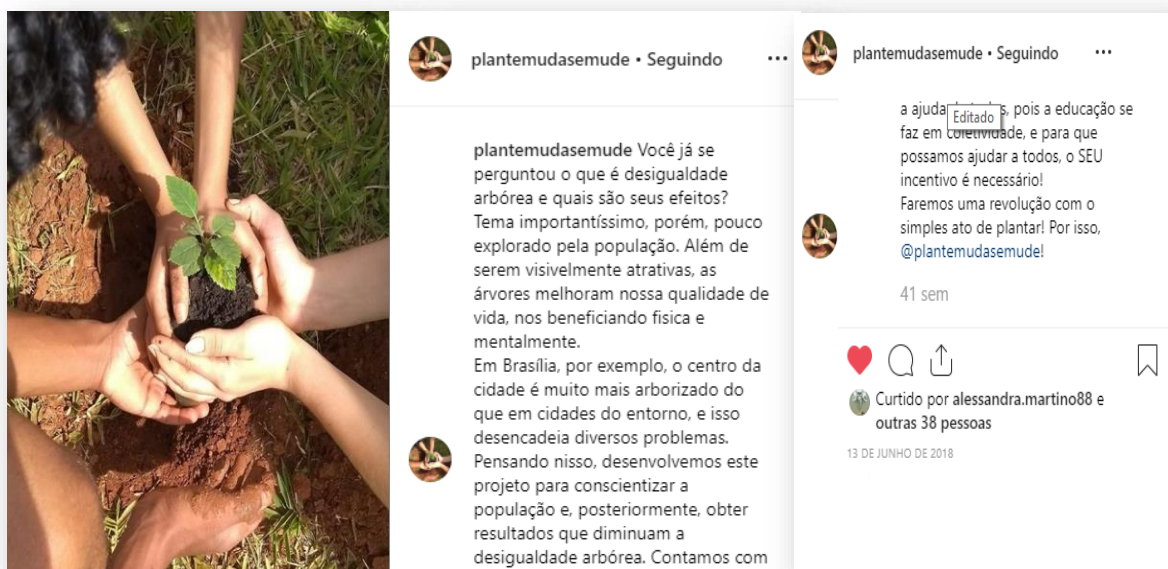 plantemudasemude • Seguindo
plantemudasemude Você já se
perguntou o que é desigualdade
arbórea e quais são seus efeitos?
Tema importantíssimo, porém, pouco
explorado pela população. Além de
serem visivelmente atrativas, as
árvores melhoram nossa qualidade de
vida, nos beneficiando fisica e
mentalmente.
Em Brasília, por exemplo, o centro da
cidade é muito mais arborizado do
que em cidades do entorno, e isso
desencadeia diversos problemas.
Pensando nisso, desenvolvemos este
projeto para conscientizar a
população e, posteriormente, obter
resultados que diminuam a
desigualdade arbórea. Contamos com
plantemudasemude • Seguindo
a ajuda s, pois a educação se
Editado
faz em coletividade, e para que
possamos ajudar a todos, o SEU
incentivo é necessário!
Faremos uma revolução com o
simples ato de plantar! Por isso,
@plantemudasemude!
41 sem
Curtido por alessandra.martino88 e
outras 38 pessoas
13 DE JUNHO DE 2018